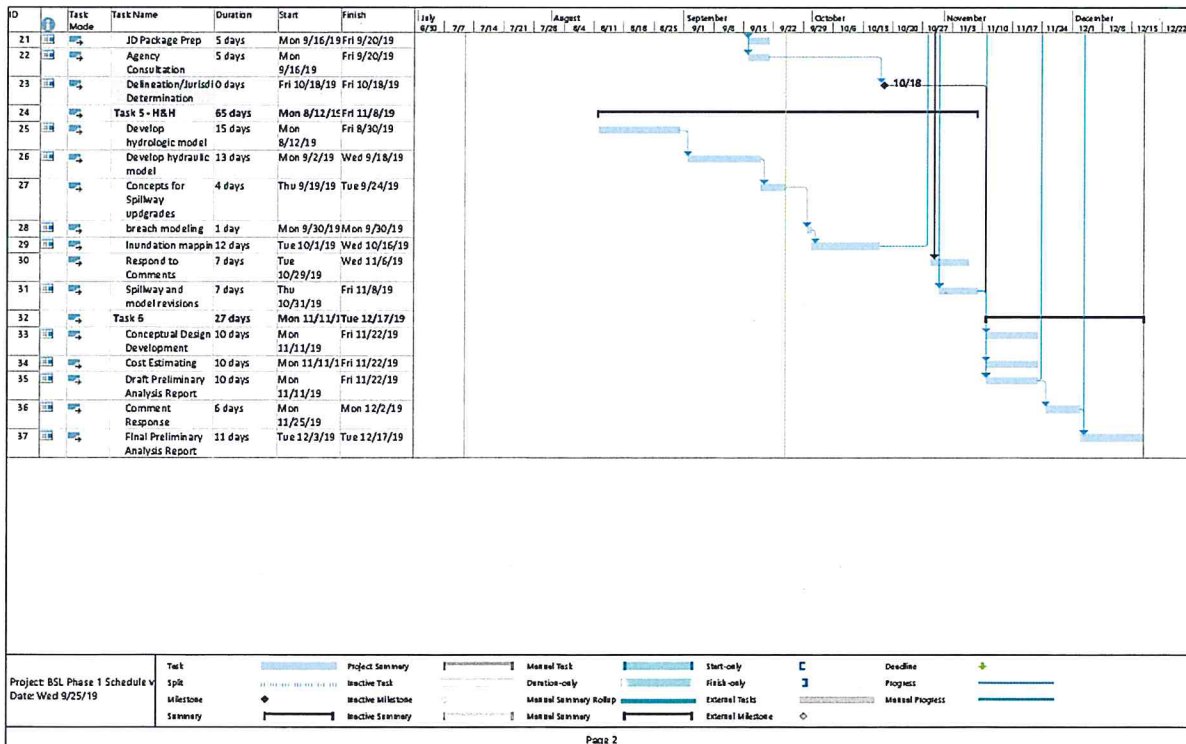 ID Task Mode Task Name Duration Start Finish
July August September October November December
6/30 7/7 7/14 7/21 7/28 8/4 8/11 8/18 8/25 9/1 9/8 9/15 9/22 9/29 10/6 10/13 10/20 10/27 11/3 11/10 11/17 11/24 12/1 12/8 12/15 12/22
21 JD Package Prep 5 days Mon 9/16/19 Fri 9/20/19
22 Agency Consultation 5 days Mon 9/16/19 Fri 9/20/19
23 Delineation/Jurisdi Determination 0 days Fri 10/18/19 Fri 10/18/19
10/18
24 Task 5 - H&H 65 days Mon 8/12/19 Fri 11/8/19
25 Develop hydrologic model 15 days Mon 8/12/19 Fri 8/30/19
26 Develop hydraulic model 13 days Mon 9/2/19 Wed 9/18/19
27 Concepts for Spillway updgrades 4 days Thu 9/19/19 Tue 9/24/19
28 breach modeling 1 day Mon 9/30/19 Mon 9/30/19
29 Inundation mappin 12 days Tue 10/1/19 Wed 10/16/19
30 Respond to Comments 7 days Tue 10/29/19 Wed 11/6/19
31 Spillway and model revisions 7 days Thu 10/31/19 Fri 11/8/19
32 Task 6 27 days Mon 11/11/1 Tue 12/17/19
33 Conceptual Design Development 10 days Mon 11/11/19 Fri 11/22/19
34 Cost Estimating 10 days Mon 11/11/1 Fri 11/22/19
35 Draft Preliminary Analysis Report 10 days Mon 11/11/19 Fri 11/22/19
36 Comment Response 6 days Mon 11/25/19 Mon 12/2/19
37 Final Preliminary Analysis Report 11 days Tue 12/3/19 Tue 12/17/19
Project: BSL Phase 1 Schedule v
Date: Wed 9/25/19
Task Project Summary Manual Task Start-only Deadline
Split Inactive Task Duration-only Finish-only Progress
Milestone Inactive Milestone Manual Summary Rollup External Tasks Manual Progress
Summary Inactive Summary Manual Summary External Milestone
Page 2